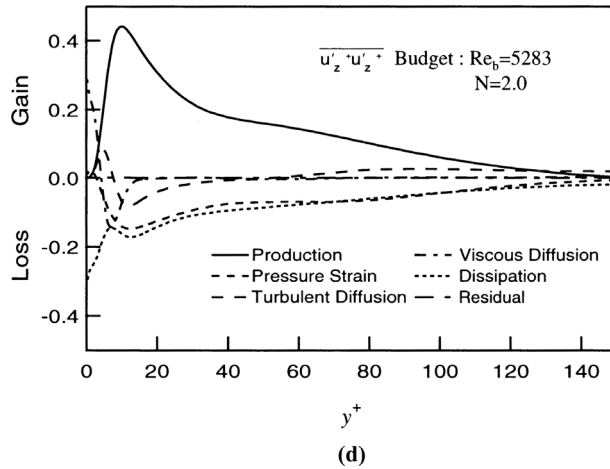 0.4
0.2
0.0
-0.2
-0.4
Gain
Loss
u′z⁺u′z⁺ Budget : Re_b=5283
N=2.0
Production
Pressure Strain
Turbulent Diffusion
Viscous Diffusion
Dissipation
Residual
0 20 40 60 80 100 120 140
y⁺
(d)